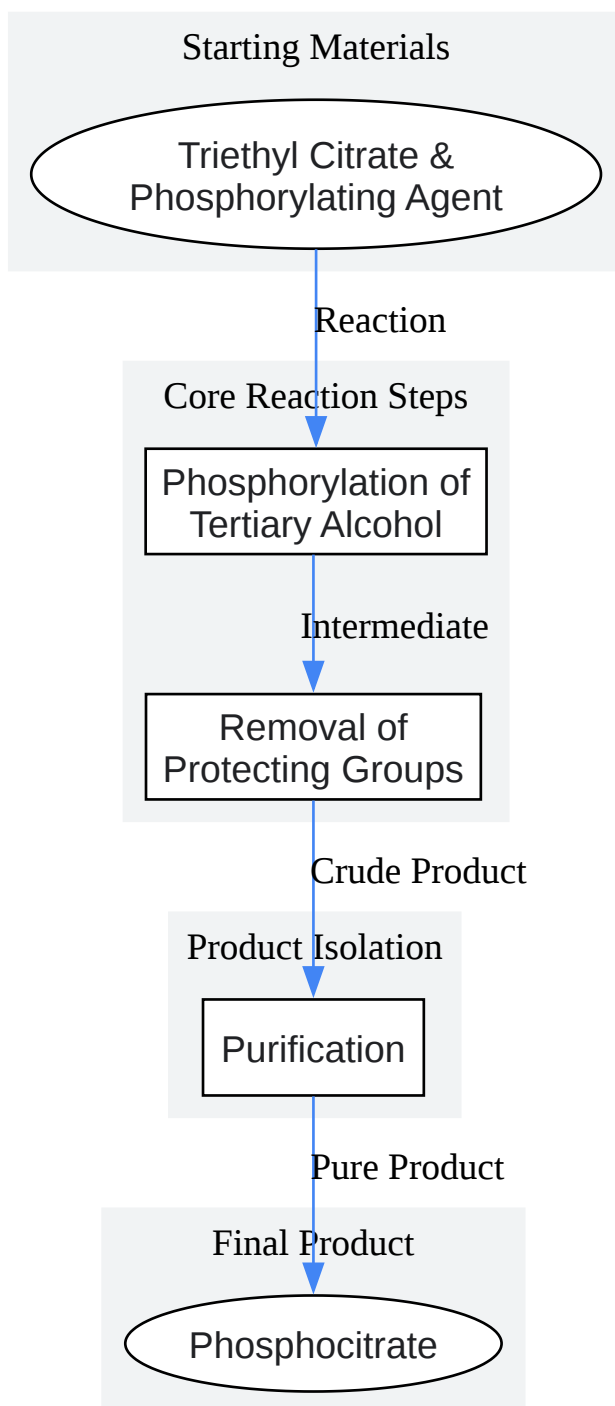 Starting Materials
Triethyl Citrate &
Phosphorylating Agent
Reaction
Core Reaction Steps
Phosphorylation of
Tertiary Alcohol
Intermediate
Removal of
Protecting Groups
Crude Product
Product Isolation
Purification
Pure Product
Final Product
Phosphocitrate